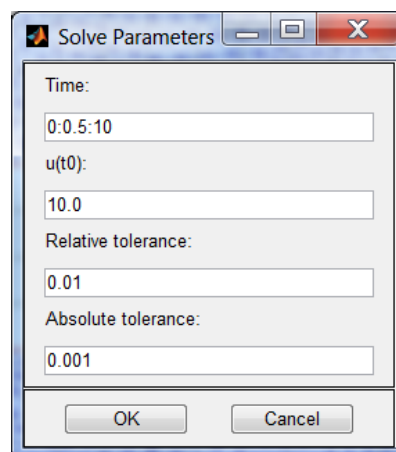 Solve Parameters
Time:
0:0.5:10
u(t0):
10.0
Relative tolerance:
0.01
Absolute tolerance:
0.001
OK Cancel